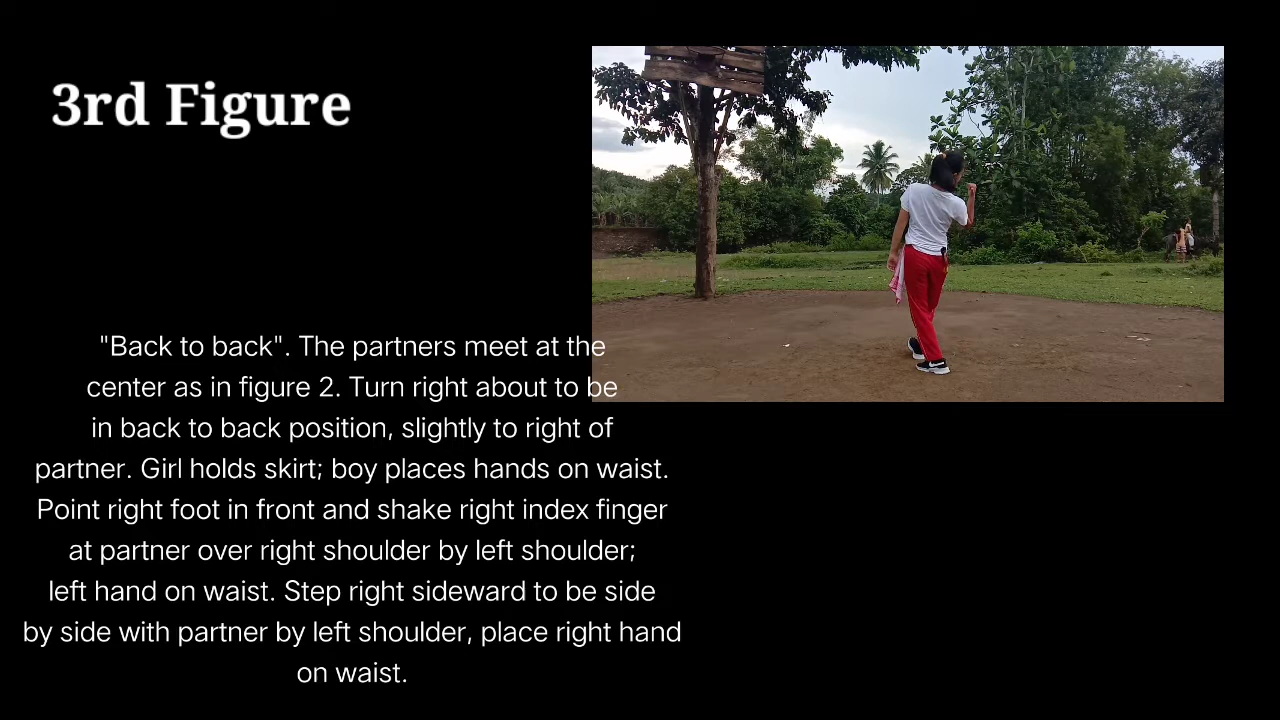 3rd Figure
"Back to back". The partners meet at the
center as in figure 2. Turn right about to be
in back to back position, slightly to right of
partner. Girl holds skirt; boy places hands on waist.
Point right foot in front and shake right index finger
at partner over right shoulder by left shoulder;
left hand on waist. Step right sideward to be side
by side with partner by left shoulder, place right hand
on waist.